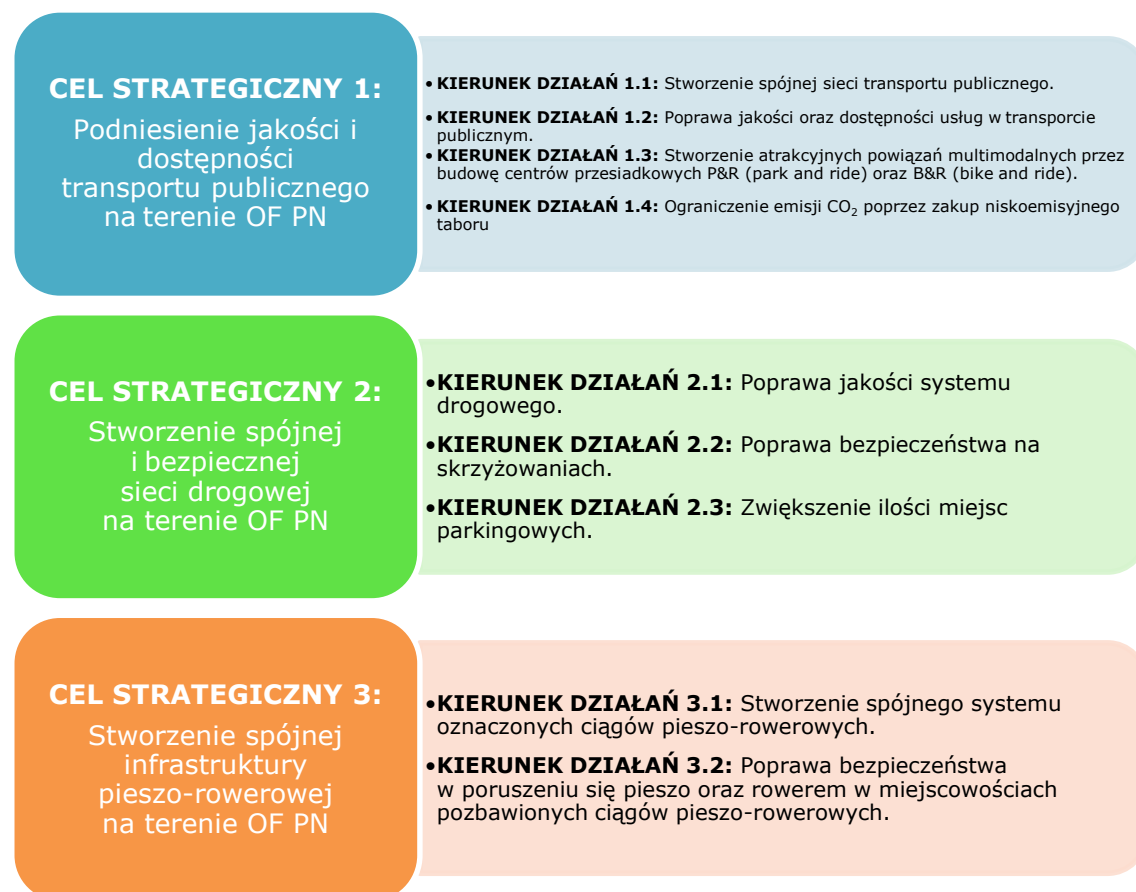 CEL STRATEGICZNY 1:
Podniesienie jakości i
dostępności
transportu publicznego
na terenie OF PN
• KIERUNEK DZIAŁAŃ 1.1: Stworzenie spójnej sieci transportu publicznego.
• KIERUNEK DZIAŁAŃ 1.2: Poprawa jakości oraz dostępności usług w transporcie
publicznym.
• KIERUNEK DZIAŁAŃ 1.3: Stworzenie atrakcyjnych powiązań multimodalnych przez
budowę centrów przesiadkowych P&R (park and ride) oraz B&R (bike and ride).
• KIERUNEK DZIAŁAŃ 1.4: Ograniczenie emisji CO₂ poprzez zakup niskoemisyjnego
taboru
CEL STRATEGICZNY 2:
Stworzenie spójnej
i bezpiecznej
sieci drogowej
na terenie OF PN
•KIERUNEK DZIAŁAŃ 2.1: Poprawa jakości systemu
drogowego.
•KIERUNEK DZIAŁAŃ 2.2: Poprawa bezpieczeństwa na
skrzyżowaniach.
•KIERUNEK DZIAŁAŃ 2.3: Zwiększenie ilości miejsc
parkingowych.
CEL STRATEGICZNY 3:
Stworzenie spójnej
infrastruktury
pieszo-rowerowej
na terenie OF PN
•KIERUNEK DZIAŁAŃ 3.1: Stworzenie spójnego systemu
oznaczonych ciągów pieszo-rowerowych.
•KIERUNEK DZIAŁAŃ 3.2: Poprawa bezpieczeństwa
w poruszeniu się pieszo oraz rowerem w miejscowościach
pozbawionych ciągów pieszo-rowerowych.